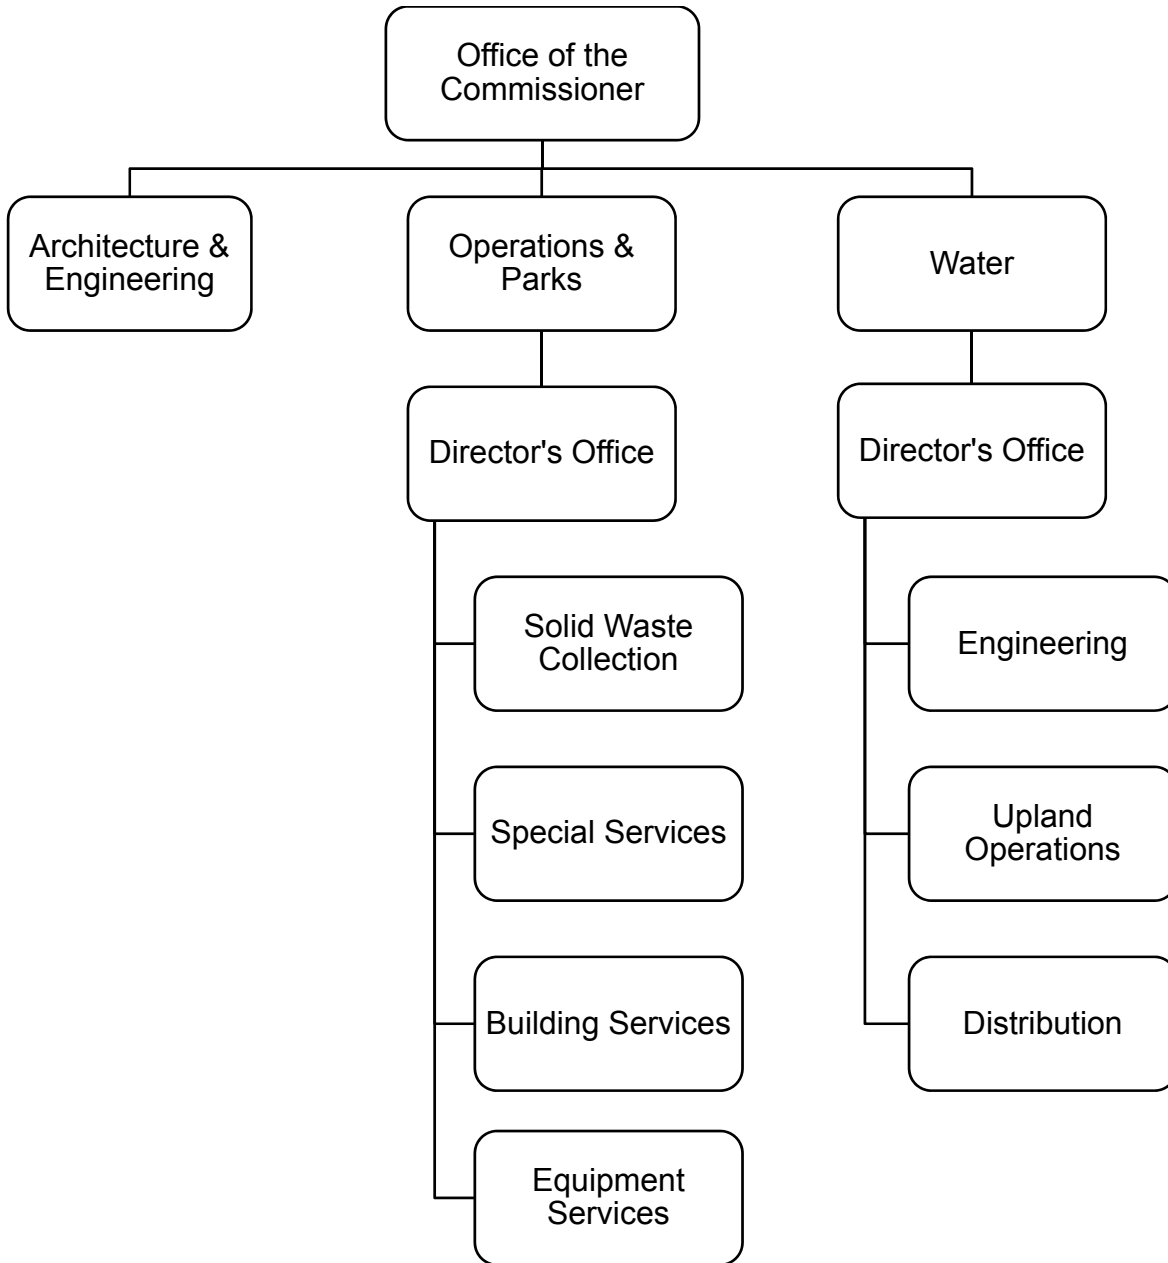 Office of the
Commissioner
Architecture &
Engineering
Operations &
Parks
Water
Director's Office
Director's Office
Solid Waste
Collection
Engineering
Special Services
Upland
Operations
Building Services
Distribution
Equipment
Services